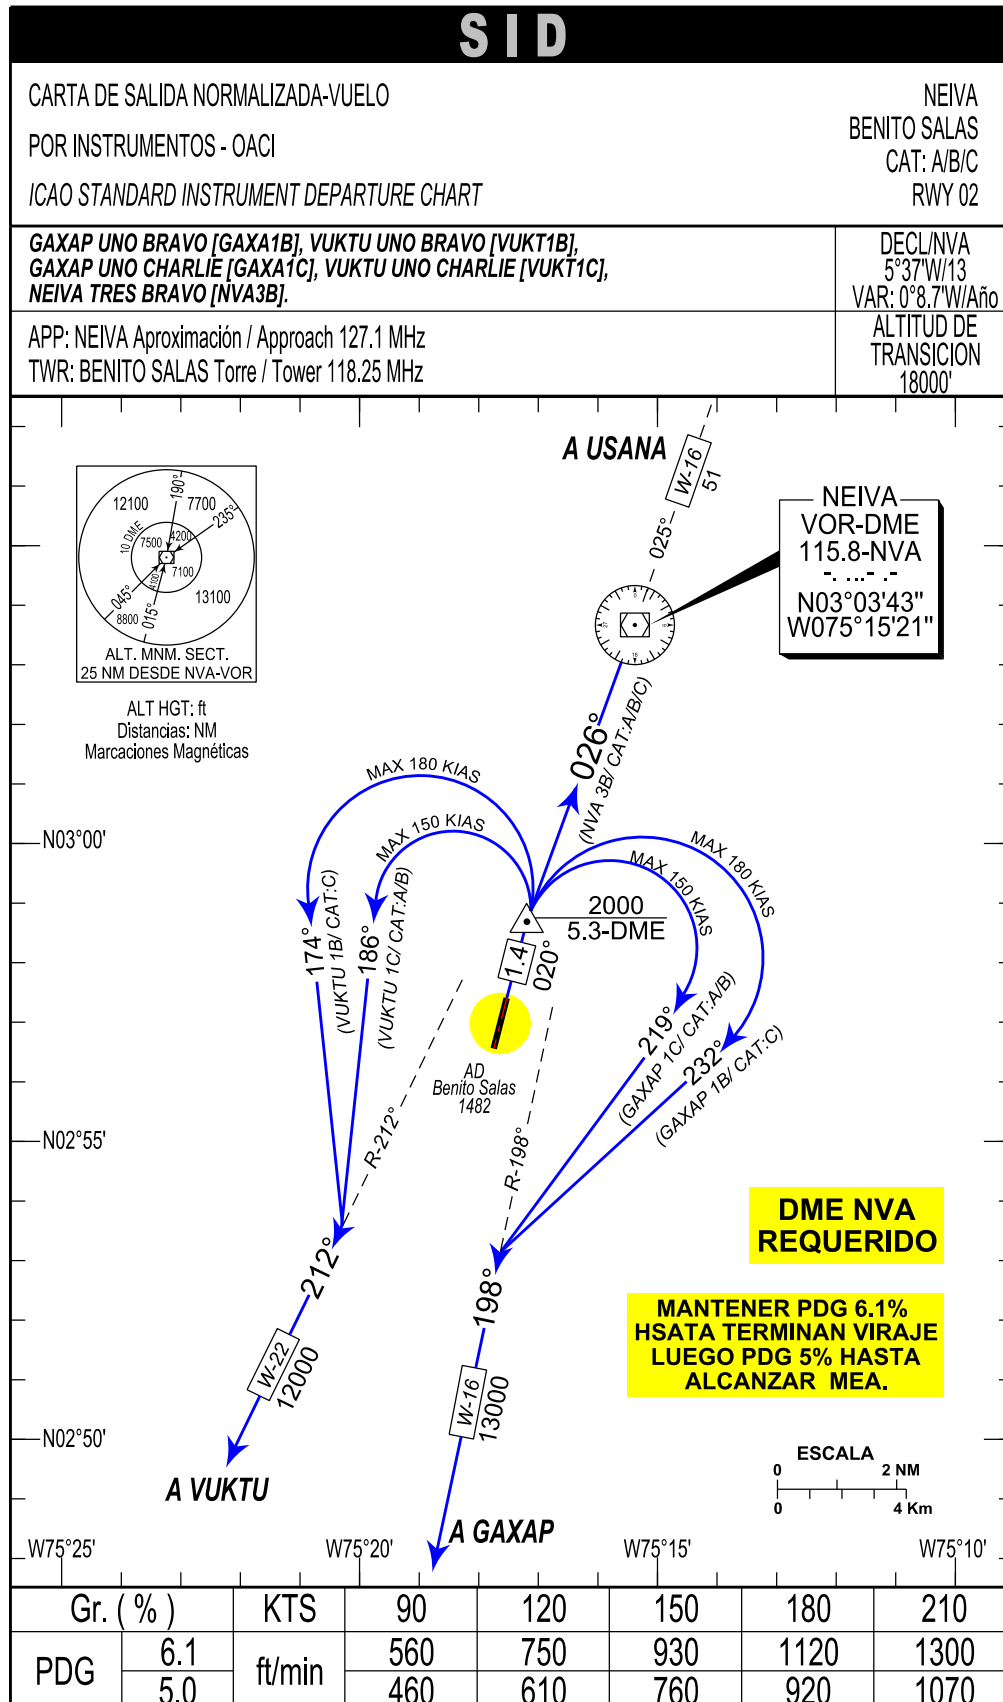 SID
CARTA DE SALIDA NORMALIZADA-VUELO
POR INSTRUMENTOS - OACI
ICAO STANDARD INSTRUMENT DEPARTURE CHART
NEIVA
BENITO SALAS
CAT: A/B/C
RWY 02
GAXAP UNO BRAVO [GAXA1B], VUKTU UNO BRAVO [VUKT1B],
GAXAP UNO CHARLIE [GAXA1C], VUKTU UNO CHARLIE [VUKT1C],
NEIVA TRES BRAVO [NVA3B].
DECL/NVA
5°37'W/13
VAR: 0°8.7'W/Año
APP: NEIVA Aproximación / Approach 127.1 MHz
TWR: BENITO SALAS Torre / Tower 118.25 MHz
ALTITUD DE
TRANSICION
18000'
A USANA
W-16
51
025°
NEIVA
VOR-DME
115.8-NVA
-. ...- .-
N03°03'43"
W075°15'21"
12100
7700
190°
235°
10 DME
7500
4200
7100
4100
045°
015°
8800
13100
ALT. MNM. SECT.
25 NM DESDE NVA-VOR
ALT HGT: ft
Distancias: NM
Marcaciones Magnéticas
026°
(NVA 3B/ CAT:A/B/C)
MAX 180 KIAS
MAX 150 KIAS
MAX 180 KIAS
MAX 150 KIAS
N03°00'
2000
5.3-DME
1.4
020°
174°
(VUKTU 1B/ CAT:C)
186°
(VUKTU 1C/ CAT:A/B)
219°
(GAXAP 1C/ CAT:A/B)
232°
(GAXAP 1B/ CAT:C)
AD
Benito Salas
1482
R-212°
R-198°
N02°55'
DME NVA
REQUERIDO
212°
198°
MANTENER PDG 6.1%
HSATA TERMINAN VIRAJE
LUEGO PDG 5% HASTA
ALCANZAR MEA.
W-22
12000
W-16
13000
N02°50'
ESCALA
0 2 NM
0 4 Km
A VUKTU
A GAXAP
W75°25' W75°20' W75°15' W75°10'
Gr. ( % ) KTS 90 120 150 180 210
PDG 6.1 ft/min 560 750 930 1120 1300
5.0 460 610 760 920 1070